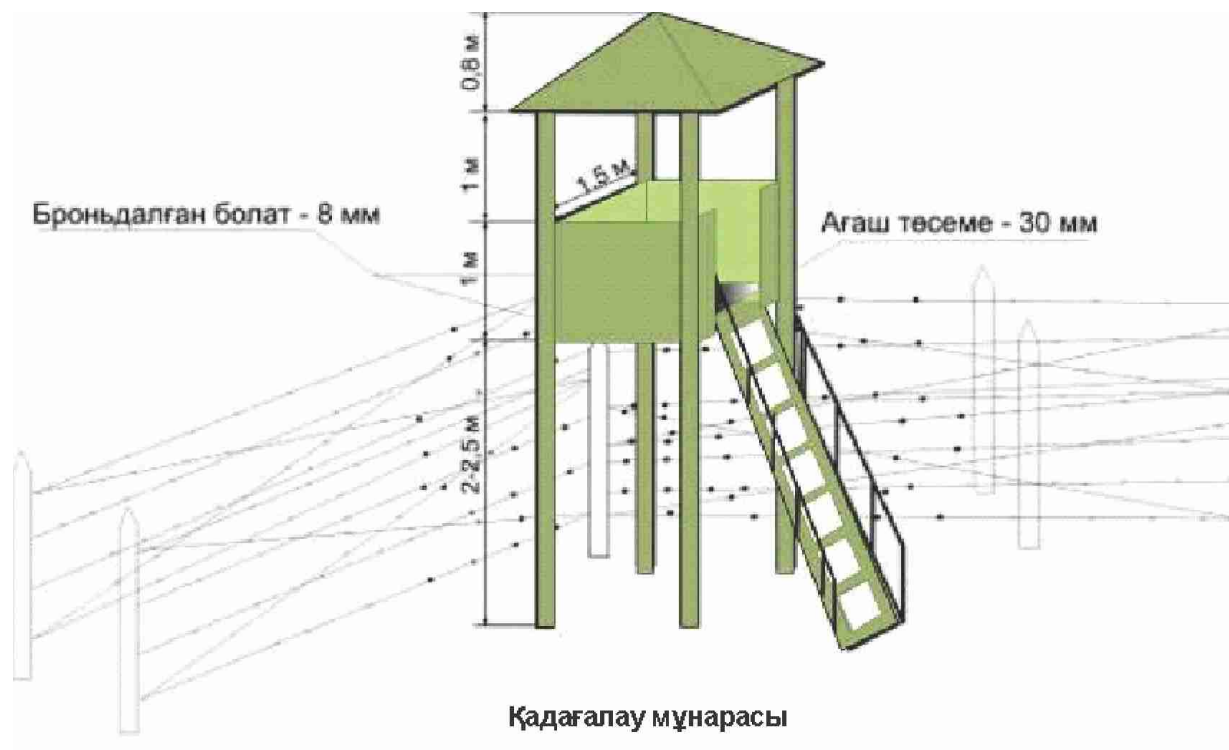 0,8 м
1 м
1.5 м
Броньдалған болат - 8 мм
Ағаш төсеме - 30 мм
1 м
2-2,5 м
Қадағалау мұнарасы